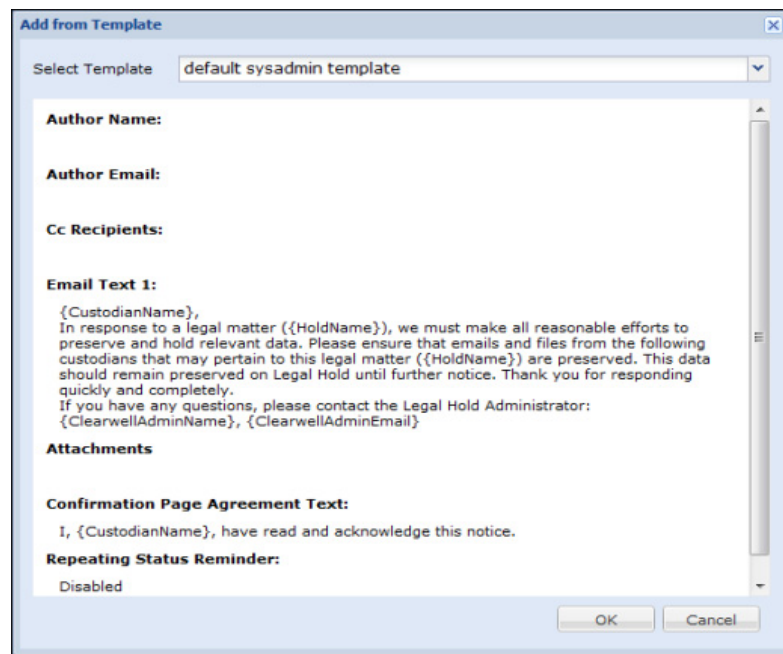 Add from Template
Select Template default sysadmin template
Author Name:
Author Email:
Cc Recipients:
Email Text 1:
{CustodianName},
In response to a legal matter ({HoldName}), we must make all reasonable efforts to
preserve and hold relevant data. Please ensure that emails and files from the following
custodians that may pertain to this legal matter ({HoldName}) are preserved. This data
should remain preserved on Legal Hold until further notice. Thank you for responding
quickly and completely.
If you have any questions, please contact the Legal Hold Administrator:
{ClearwellAdminName}, {ClearwellAdminEmail}
Attachments
Confirmation Page Agreement Text:
I, {CustodianName}, have read and acknowledge this notice.
Repeating Status Reminder:
Disabled
OK Cancel